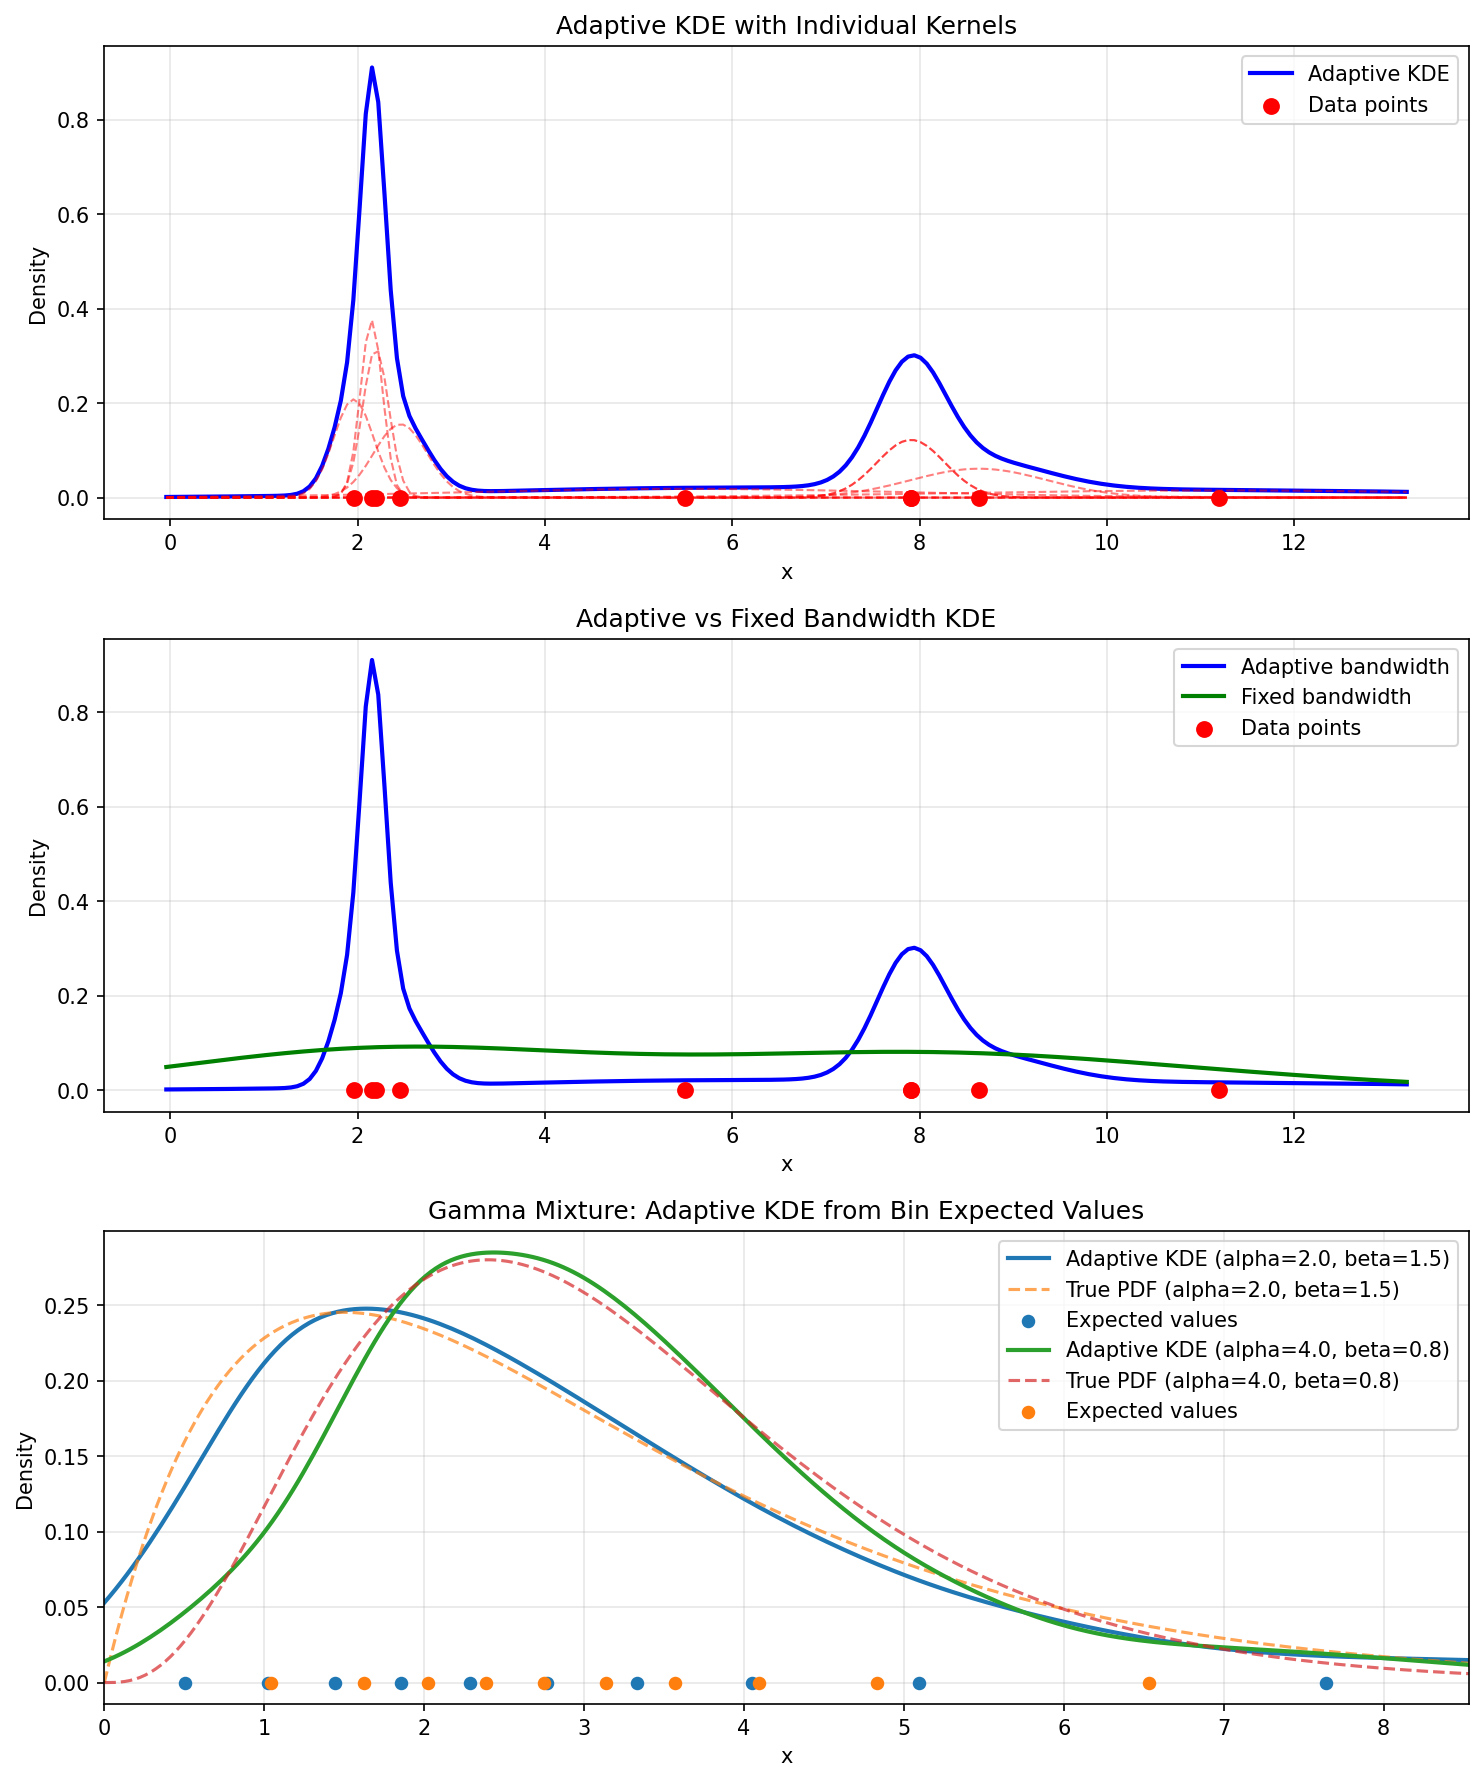 Adaptive KDE with Individual Kernels
Adaptive KDE
Data points
0.8
0.6
0.4
0.2
0.0
Density
0 2 4 6 8 10 12
x
Adaptive vs Fixed Bandwidth KDE
Adaptive bandwidth
Fixed bandwidth
Data points
0.8
0.6
0.4
0.2
0.0
Density
0 2 4 6 8 10 12
x
Gamma Mixture: Adaptive KDE from Bin Expected Values
Adaptive KDE (alpha=2.0, beta=1.5)
True PDF (alpha=2.0, beta=1.5)
Expected values
Adaptive KDE (alpha=4.0, beta=0.8)
True PDF (alpha=4.0, beta=0.8)
Expected values
0.25
0.20
0.15
0.10
0.05
0.00
Density
0 1 2 3 4 5 6 7 8
x